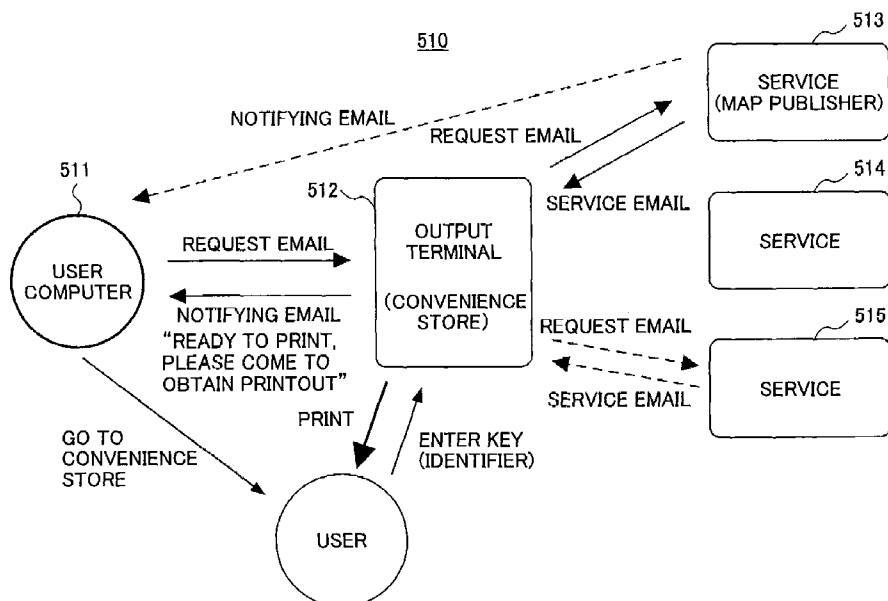 510
513
SERVICE
(MAP PUBLISHER)
NOTIFYING EMAIL
REQUEST EMAIL
511
512
514
SERVICE EMAIL
OUTPUT
TERMINAL
(CONVENIENCE
STORE)
REQUEST EMAIL
SERVICE
USER
COMPUTER
NOTIFYING EMAIL
"READY TO PRINT,
PLEASE COME TO
OBTAIN PRINTOUT"
REQUEST EMAIL
515
SERVICE
SERVICE EMAIL
PRINT
ENTER KEY
(IDENTIFIER)
GO TO
CONVENIENCE
STORE
USER